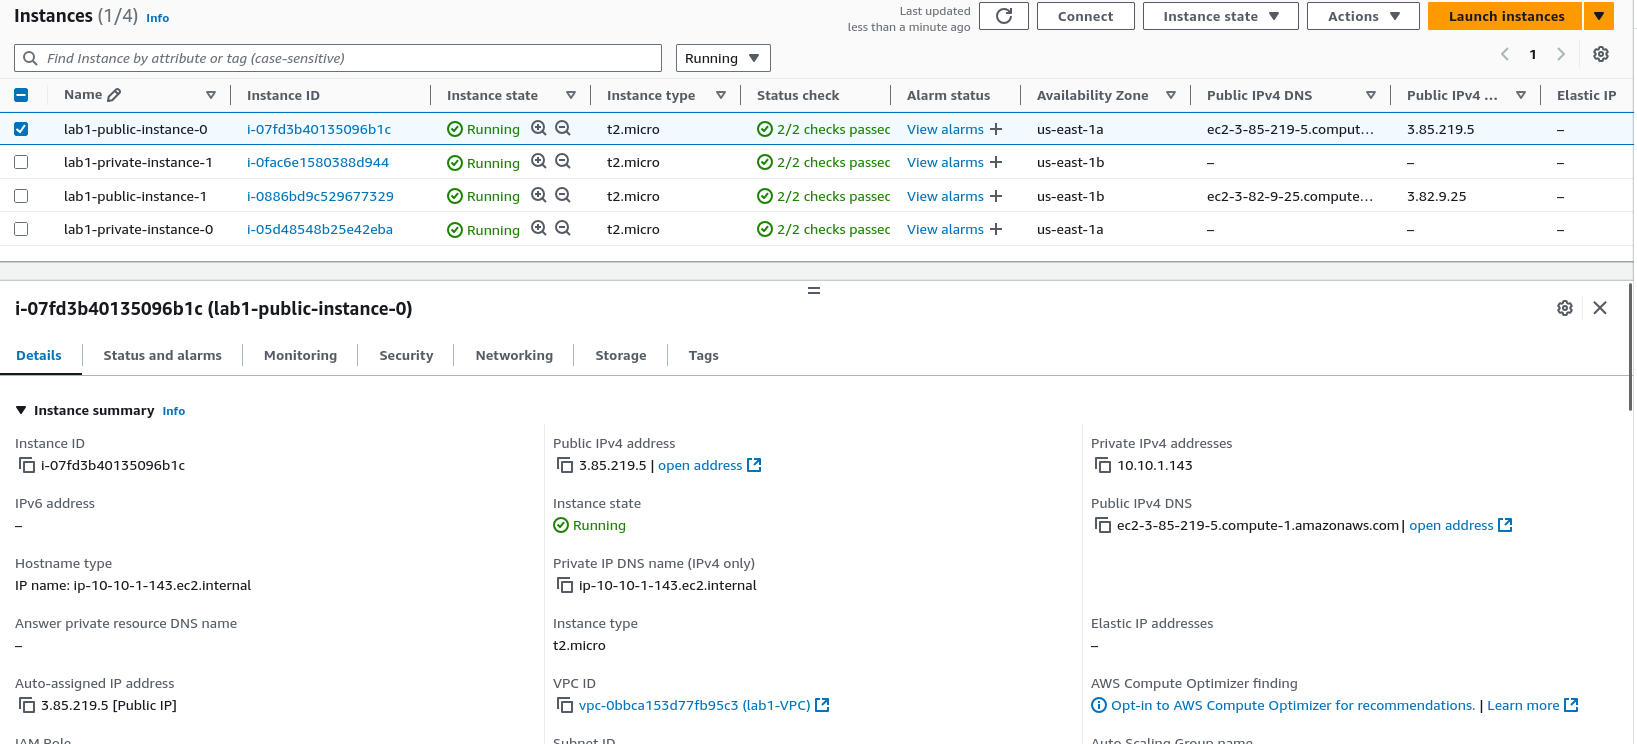 Instances (1/4) Info
Last updated
less than a minute ago
Connect
Instance state
Actions
Launch instances
Find Instance by attribute or tag (case-sensitive)
Running
1
Name Instance ID Instance state Instance type Status check Alarm status Availability Zone Public IPv4 DNS Public IPv4 ... Elastic IP
lab1-public-instance-0 i-07fd3b40135096b1c Running t2.micro 2/2 checks passec View alarms + us-east-1a ec2-3-85-219-5.comput... 3.85.219.5 –
lab1-private-instance-1 i-0fac6e1580388d944 Running t2.micro 2/2 checks passec View alarms + us-east-1b – – –
lab1-public-instance-1 i-0886bd9c529677329 Running t2.micro 2/2 checks passec View alarms + us-east-1b ec2-3-82-9-25.compute... 3.82.9.25 –
lab1-private-instance-0 i-05d48548b25e42eba Running t2.micro 2/2 checks passec View alarms + us-east-1a – – –
i-07fd3b40135096b1c (lab1-public-instance-0)
Details Status and alarms Monitoring Security Networking Storage Tags
Instance summary Info
Instance ID
i-07fd3b40135096b1c
Public IPv4 address
3.85.219.5 | open address
Private IPv4 addresses
10.10.1.143
IPv6 address
–
Instance state
Running
Public IPv4 DNS
ec2-3-85-219-5.compute-1.amazonaws.com | open address
Hostname type
IP name: ip-10-10-1-143.ec2.internal
Private IP DNS name (IPv4 only)
ip-10-10-1-143.ec2.internal
Answer private resource DNS name
–
Instance type
t2.micro
Elastic IP addresses
–
Auto-assigned IP address
3.85.219.5 [Public IP]
VPC ID
vpc-0bbca153d77fb95c3 (lab1-VPC)
AWS Compute Optimizer finding
Opt-in to AWS Compute Optimizer for recommendations. | Learn more
IAM Role
Subnet ID
Auto Scaling Group name